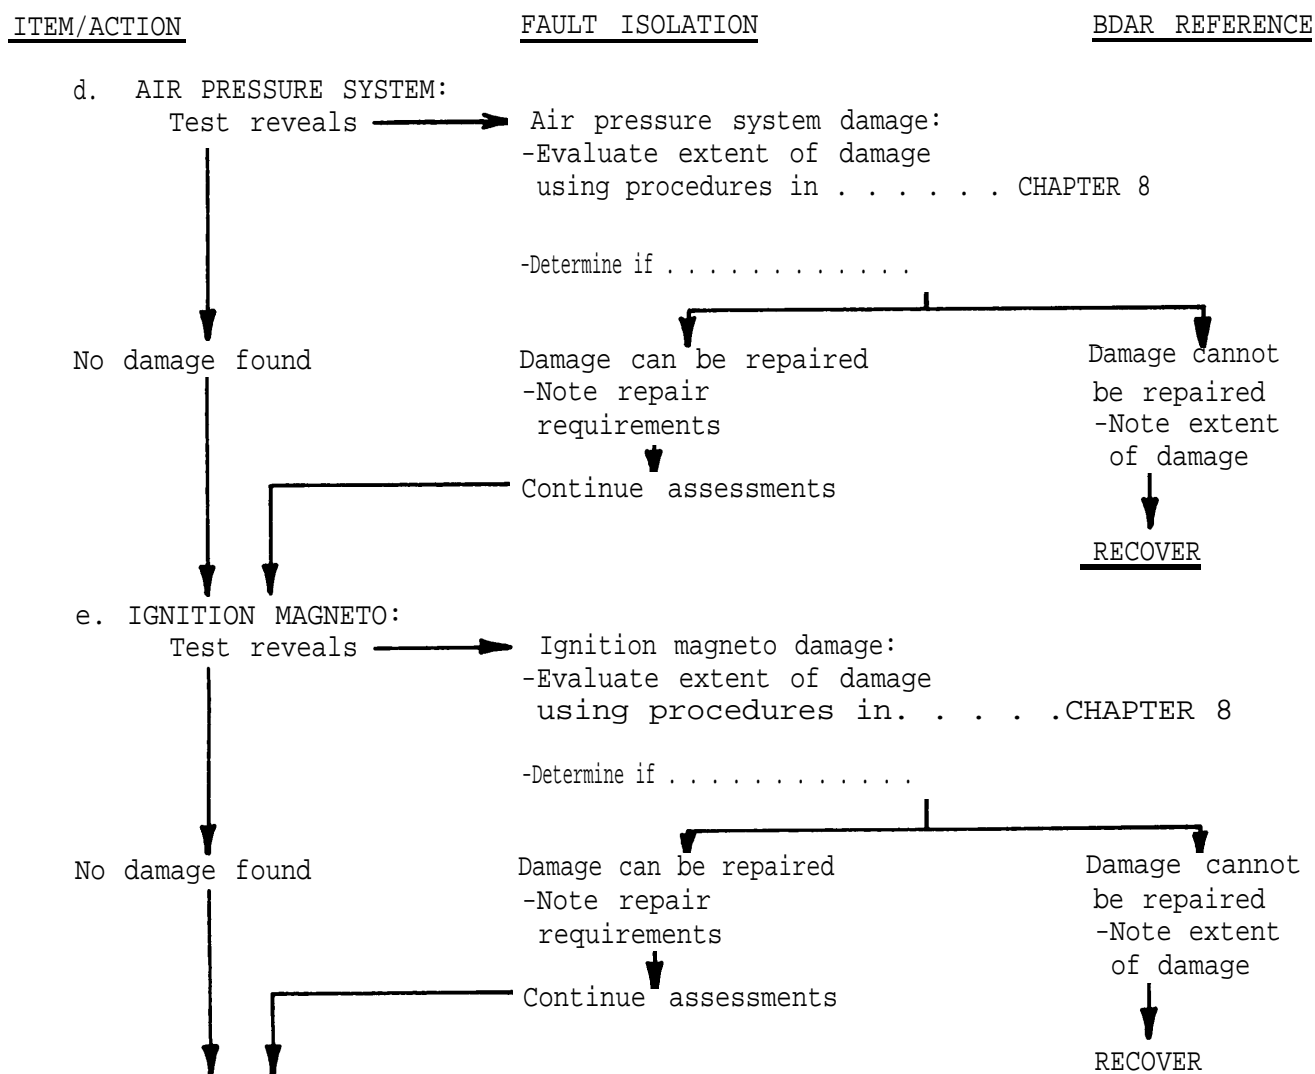 ITEM/ACTION FAULT ISOLATION BDAR REFERENCE
d. AIR PRESSURE SYSTEM:
Test reveals Air pressure system damage:
-Evaluate extent of damage
using procedures in . . . . . . CHAPTER 8
-Determine if . . . . . . . . . . . .
No damage found Damage can be repaired Damage cannot
-Note repair be repaired
requirements -Note extent
of damage
Continue assessments
RECOVER
e. IGNITION MAGNETO:
Test reveals Ignition magneto damage:
-Evaluate extent of damage
using procedures in. . . . .CHAPTER 8
-Determine if . . . . . . . . . . . .
No damage found Damage can be repaired Damage cannot
-Note repair be repaired
requirements -Note extent
of damage
Continue assessments
RECOVER